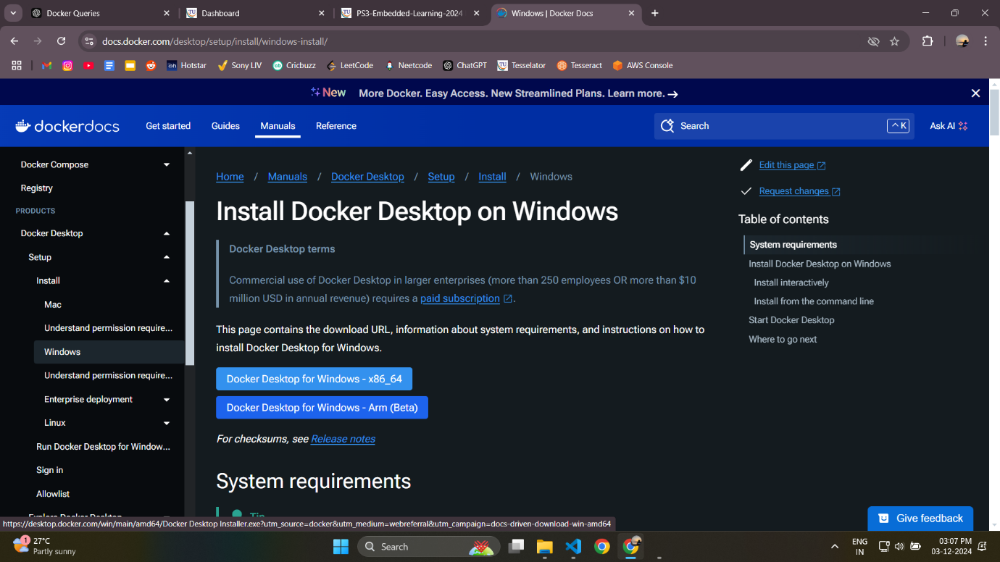 Docker Queries
Dashboard
PS3-Embedded-Learning-2024
Windows | Docker Docs
docs.docker.com/desktop/setup/install/windows-install/
Hotstar
Sony LIV
Cricbuzz
LeetCode
Neetcode
ChatGPT
Tesselator
Tesseract
AWS Console
New More Docker. Easy Access. New Streamlined Plans. Learn more. →
dockerdocs
Get started
Guides
Manuals
Reference
Search
^ K
Ask AI
Docker Compose
Registry
PRODUCTS
Docker Desktop
Setup
Install
Mac
Understand permission require...
Windows
Understand permission require...
Enterprise deployment
Linux
Run Docker Desktop for Window...
Sign in
Allowlist
Explore Docker Desktop
Home / Manuals / Docker Desktop / Setup / Install / Windows
Install Docker Desktop on Windows
Docker Desktop terms
Commercial use of Docker Desktop in larger enterprises (more than 250 employees OR more than $10
million USD in annual revenue) requires a paid subscription.
This page contains the download URL, information about system requirements, and instructions on how to
install Docker Desktop for Windows.
Docker Desktop for Windows - x86_64
Docker Desktop for Windows - Arm (Beta)
For checksums, see Release notes
System requirements
Tip
Edit this page
Request changes
Table of contents
System requirements
Install Docker Desktop on Windows
Install interactively
Install from the command line
Start Docker Desktop
Where to go next
Give feedback
https://desktop.docker.com/win/main/amd64/Docker Desktop Installer.exe?utm_source=docker&utm_medium=webreferral&utm_campaign=docs-driven-download-win-amd64
1
27°C
Partly sunny
Search
ENG
IN
03:07 PM
03-12-2024